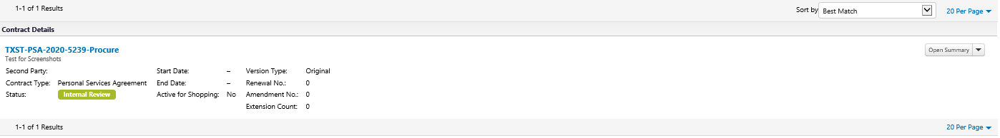 1-1 of 1 Results Sort by Best Match 20 Per Page
Contract Details
TXST-PSA-2020-5239-Procure Open Summary
Test for Screenshots
Second Party: Start Date: – Version Type: Original
Contract Type: Personal Services Agreement End Date: – Renewal No.: 0
Status: Internal Review Active for Shopping: No Amendment No.: 0
Extension Count: 0
1-1 of 1 Results 20 Per Page